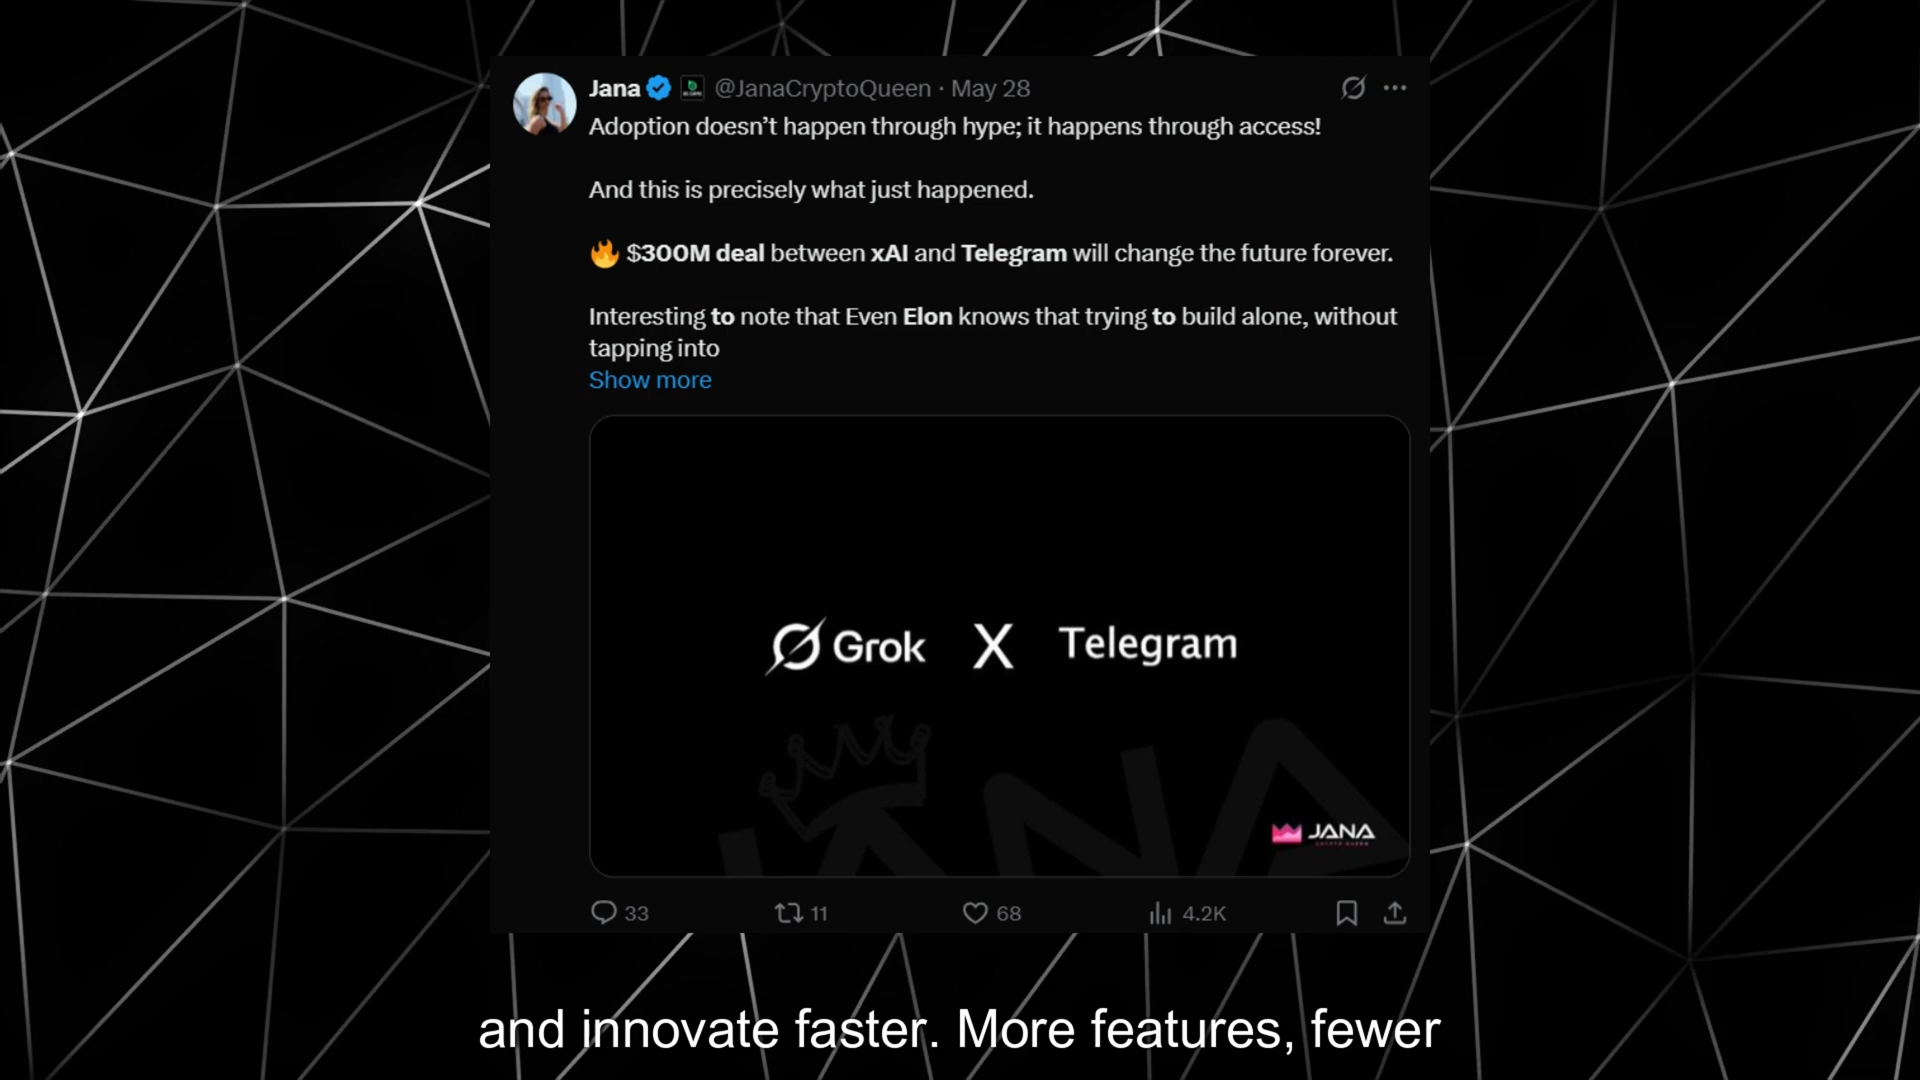 Jana @JanaCryptoQueen · May 28
Adoption doesn’t happen through hype; it happens through access!
And this is precisely what just happened.
🔥 $300M deal between xAI and Telegram will change the future forever.
Interesting to note that Even Elon knows that trying to build alone, without
tapping into
Show more
Grok X Telegram
JANA
JANA
33 11 68 4.2K
and innovate faster. More features, fewer